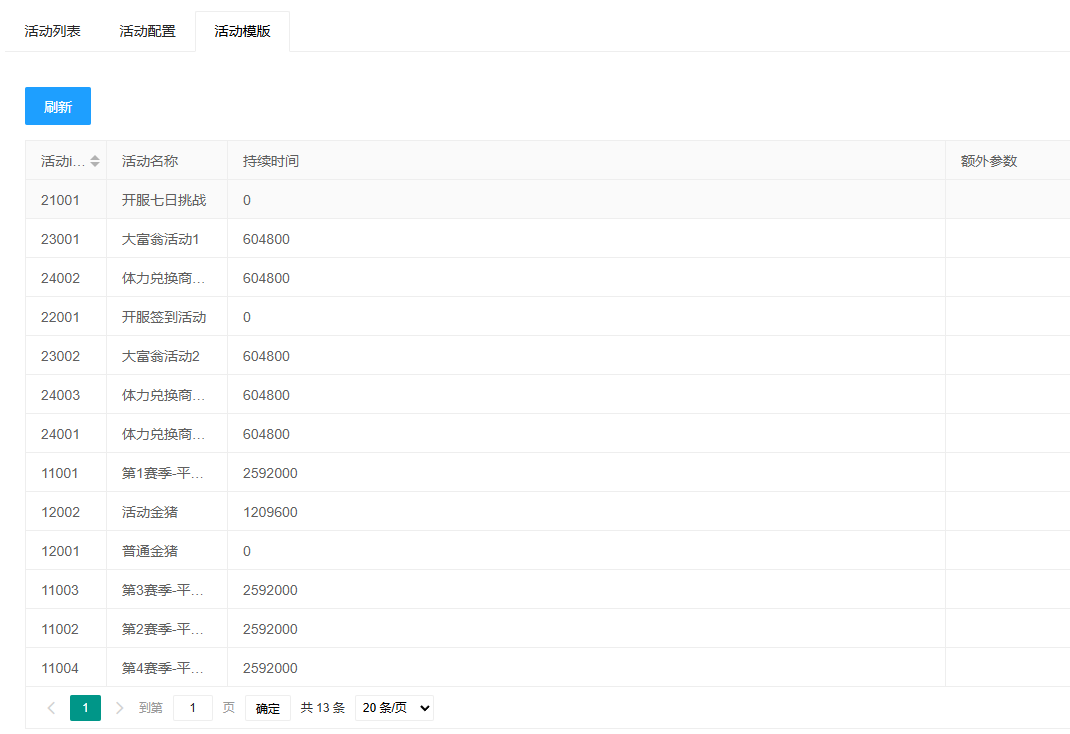 活动列表 活动配置 活动模版
刷新
活动i... 活动名称 持续时间 额外参数
21001 开服七日挑战 0
23001 大富翁活动1 604800
24002 体力兑换商... 604800
22001 开服签到活动 0
23002 大富翁活动2 604800
24003 体力兑换商... 604800
24001 体力兑换商... 604800
11001 第1赛季-平... 2592000
12002 活动金猪 1209600
12001 普通金猪 0
11003 第3赛季-平... 2592000
11002 第2赛季-平... 2592000
11004 第4赛季-平... 2592000
1 到第 1 页 确定 共 13 条 20 条/页